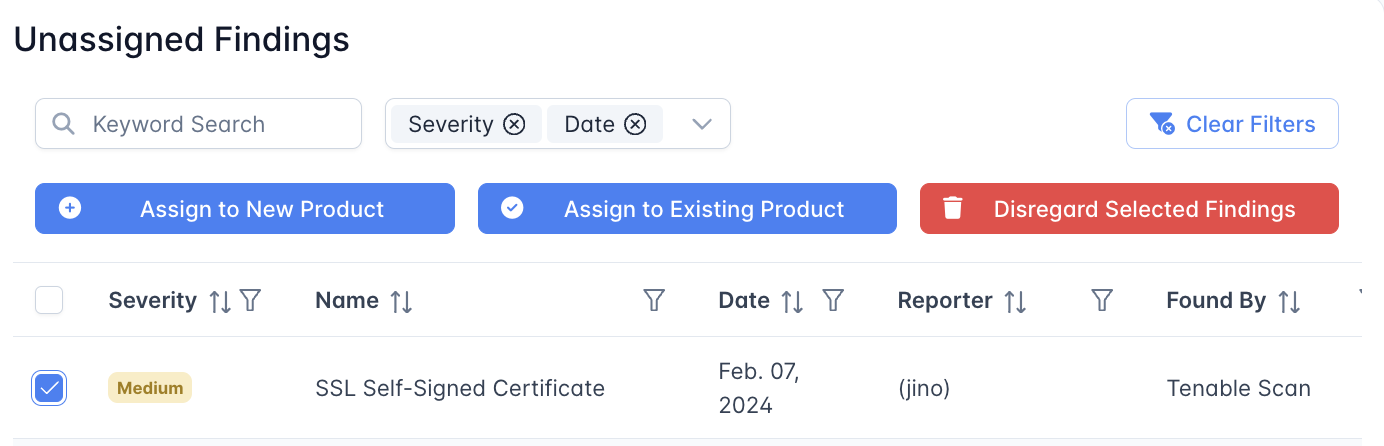 Unassigned Findings
Keyword Search Severity Date Clear Filters
Assign to New Product Assign to Existing Product Disregard Selected Findings
Severity Name Date Reporter Found By
Medium SSL Self-Signed Certificate Feb. 07, (jino) Tenable Scan
2024